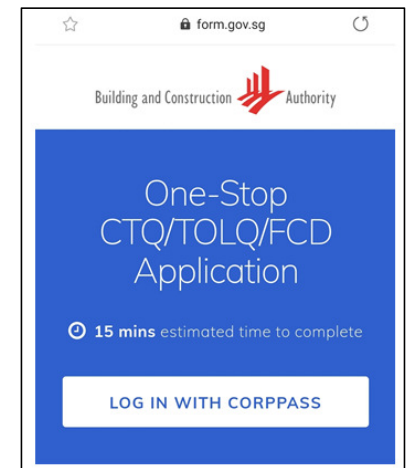 form.gov.sg
Building and Construction Authority
One-Stop
CTQ/TOLQ/FCD
Application
15 mins estimated time to complete
LOG IN WITH CORPPASS